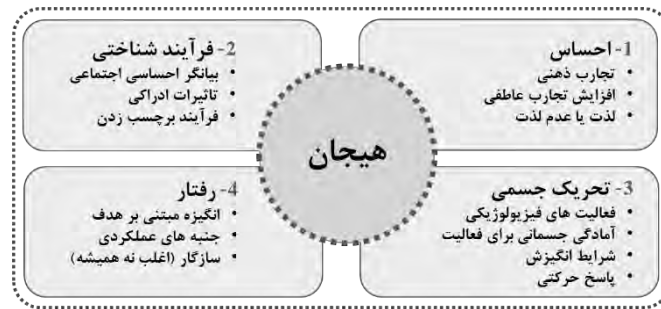 1- احساس
• تجارب ذهنی
• افزایش تجارب عاطفی
• لذت یا عدم لذت
2- فرآیند شناختی
• بیانگر احساسی اجتماعی
• تاثیرات ادراکی
• فرآیند برچسب زدن
هیجان
3- تحریک جسمی
• فعالیت های فیزیولوژیکی
• آمادگی جسمانی برای فعالیت
• شرایط انگیزش
• پاسخ حرکتی
4- رفتار
• انگیزه مبتنی بر هدف
• جنبه های عملکردی
• سازگار (اغلب نه همیشه)